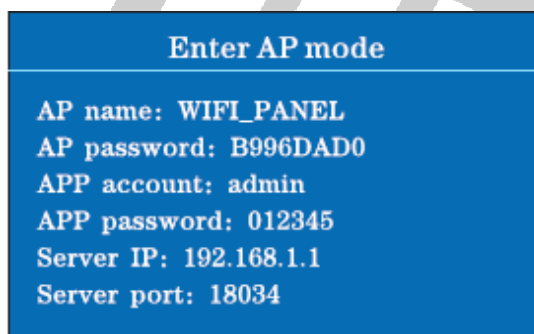 Enter AP mode
AP name: WIFI_PANEL
AP password: B996DAD0
APP account: admin
APP password: 012345
Server IP: 192.168.1.1
Server port: 18034